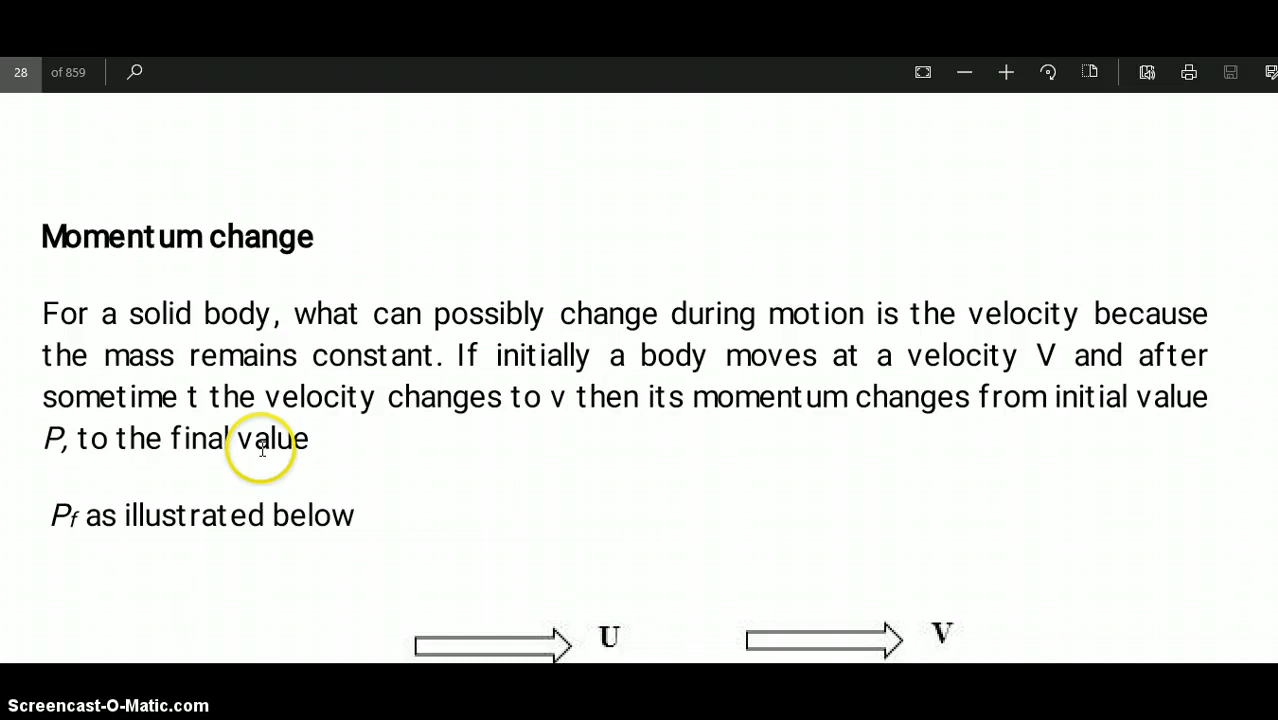 28 of 859
Momentum change
For a solid body, what can possibly change during motion is the velocity because
the mass remains constant. If initially a body moves at a velocity V and after
sometime t the velocity changes to v then its momentum changes from initial value
P, to the final value
Pf as illustrated below
U V
Screencast-O-Matic.com